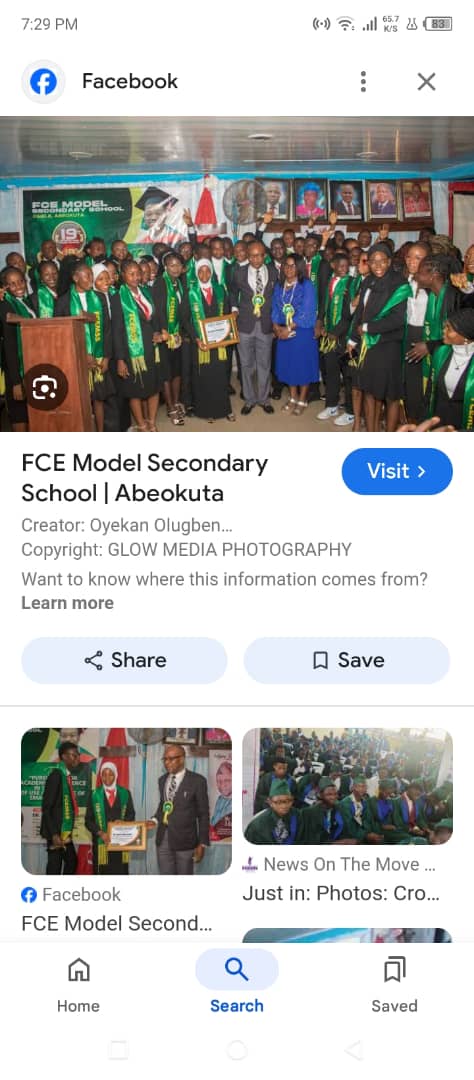 7:29 PM
65.7
K/S
83
Facebook
FCE MODEL
SECONDARY SCHOOL
OSIELE, ABEOKUTA
19
FCE Model Secondary
School | Abeokuta
Visit >
Creator: Oyekan Olugben...
Copyright: GLOW MEDIA PHOTOGRAPHY
Want to know where this information comes from?
Learn more
Share
Save
Facebook
FCE Model Second...
News On The Move ...
Just in: Photos: Cro...
Home
Search
Saved